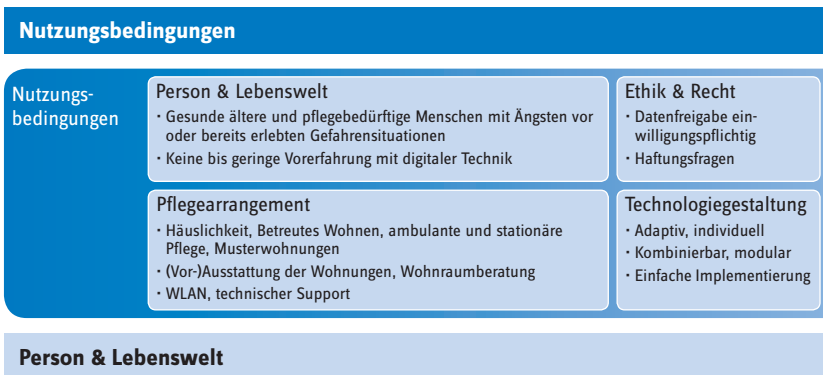 Nutzungsbedingungen
Nutzungs-
bedingungen
Person & Lebenswelt
· Gesunde ältere und pflegebedürftige Menschen mit Ängsten vor
oder bereits erlebten Gefahrensituationen
· Keine bis geringe Vorerfahrung mit digitaler Technik
Ethik & Recht
· Datenfreigabe ein-
willigungspflichtig
· Haftungsfragen
Pflegearrangement
· Häuslichkeit, Betreutes Wohnen, ambulante und stationäre
Pflege, Musterwohnungen
· (Vor-)Ausstattung der Wohnungen, Wohnraumberatung
· WLAN, technischer Support
Technologiegestaltung
· Adaptiv, individuell
· Kombinierbar, modular
· Einfache Implementierung
Person & Lebenswelt